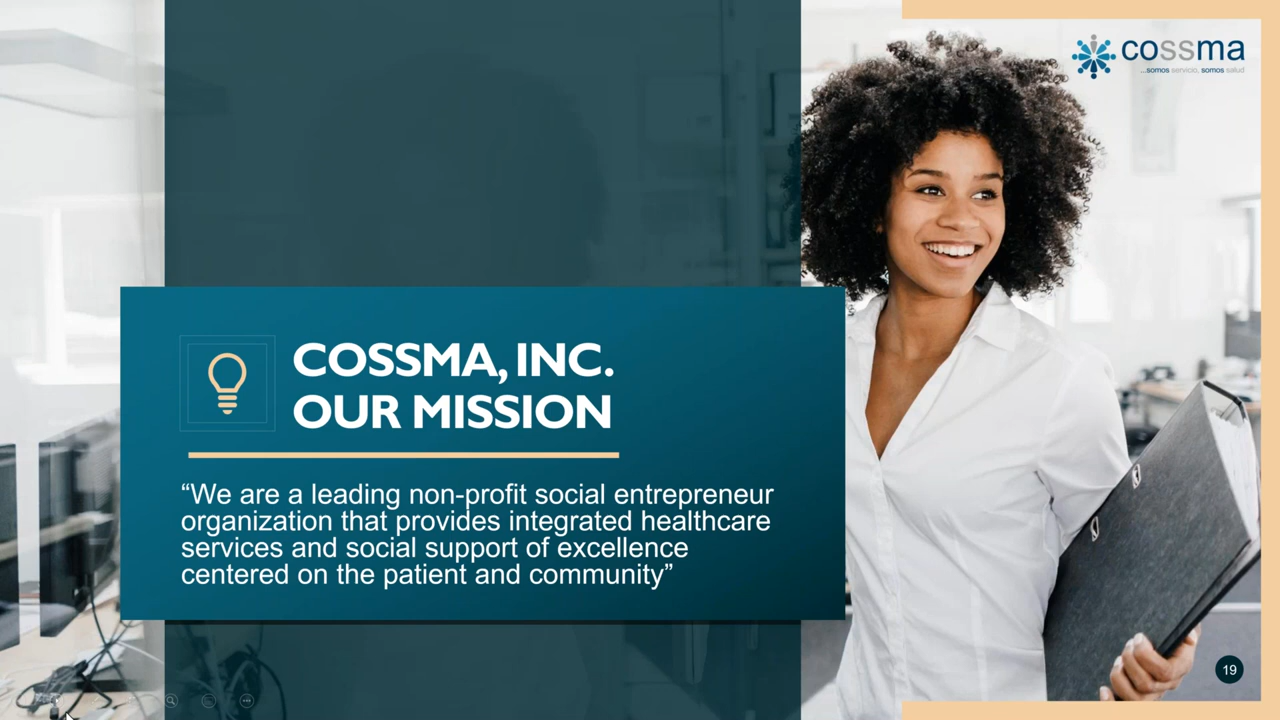 cossma
...somos servicio, somos salud
COSSMA, INC.
OUR MISSION
“We are a leading non-profit social entrepreneur
organization that provides integrated healthcare
services and social support of excellence
centered on the patient and community”
19